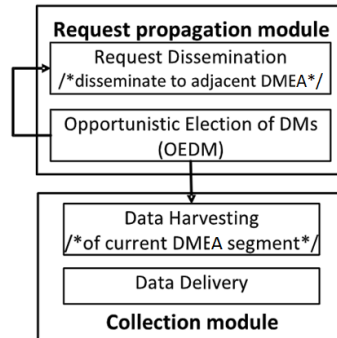 Request propagation module
Request Dissemination
/*disseminate to adjacent DMEA*/
Opportunistic Election of DMs
(OEDM)
Data Harvesting
/*of current DMEA segment*/
Data Delivery
Collection module